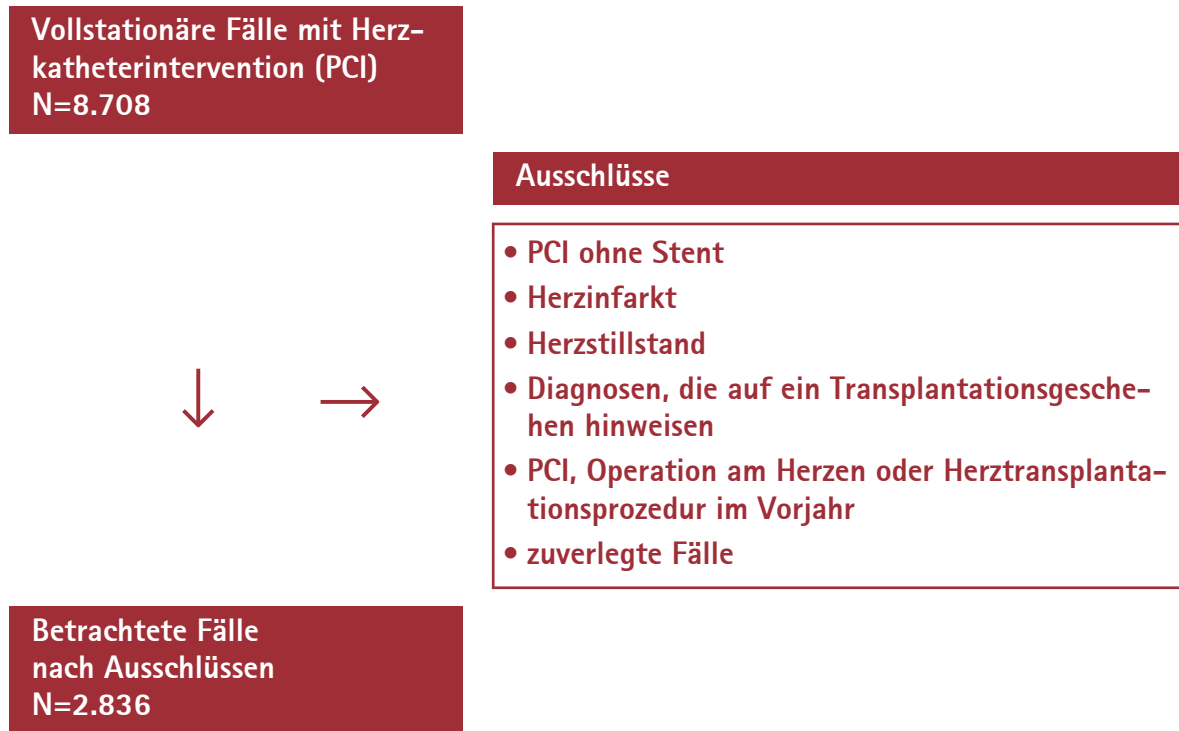 Vollstationäre Fälle mit Herz-
katheterintervention (PCI)
N=8.708
Ausschlüsse
• PCI ohne Stent
• Herzinfarkt
• Herzstillstand
• Diagnosen, die auf ein Transplantationsgesche-
hen hinweisen
• PCI, Operation am Herzen oder Herztransplanta-
tionsprozedur im Vorjahr
• zuverlegte Fälle
Betrachtete Fälle
nach Ausschlüssen
N=2.836